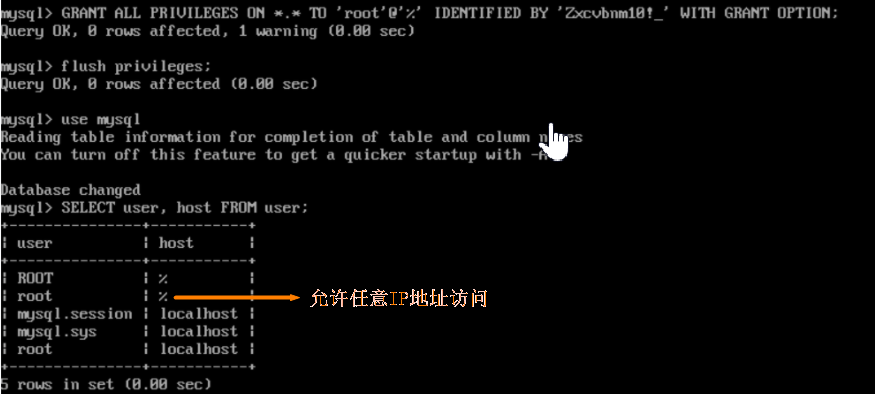 mysql> GRANT ALL PRIVILEGES ON *.* TO 'root'@'%' IDENTIFIED BY 'Zxcvbnm10!_' WITH GRANT OPTION;
Query OK, 0 rows affected, 1 warning (0.00 sec)
mysql> flush privileges;
Query OK, 0 rows affected (0.00 sec)
mysql> use mysql
Reading table information for completion of table and column
You can turn off this feature to get a quicker startup with
Database changed
mysql> SELECT user, host FROM user;
+---------------+-----------+
| user          | host      |
+---------------+-----------+
| ROOT          | %         |
| root          | %         | 允许任意IP地址访问
| mysql.session | localhost |
| mysql.sys     | localhost |
| root          | localhost |
+---------------+-----------+
5 rows in set (0.00 sec)